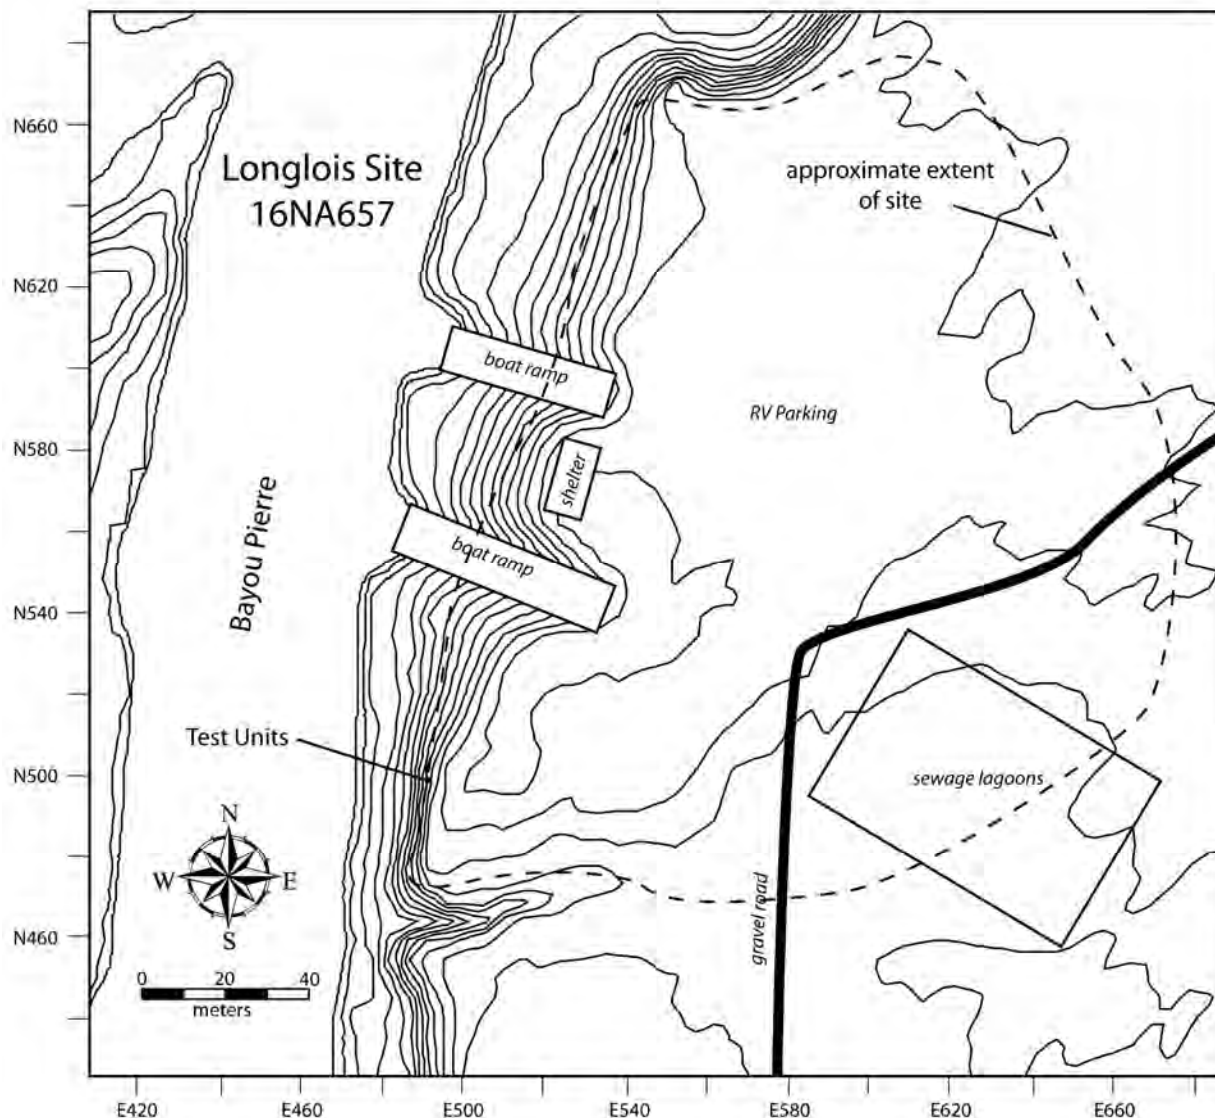 N660
N620
N580
N540
N500
N460
Longlois Site
16NA657
approximate extent
of site
boat ramp
RV Parking
shelter
boat ramp
Bayou Pierre
Test Units
sewage lagoons
gravel road
N
W
E
S
0
20
40
meters
E420
E460
E500
E540
E580
E620
E660